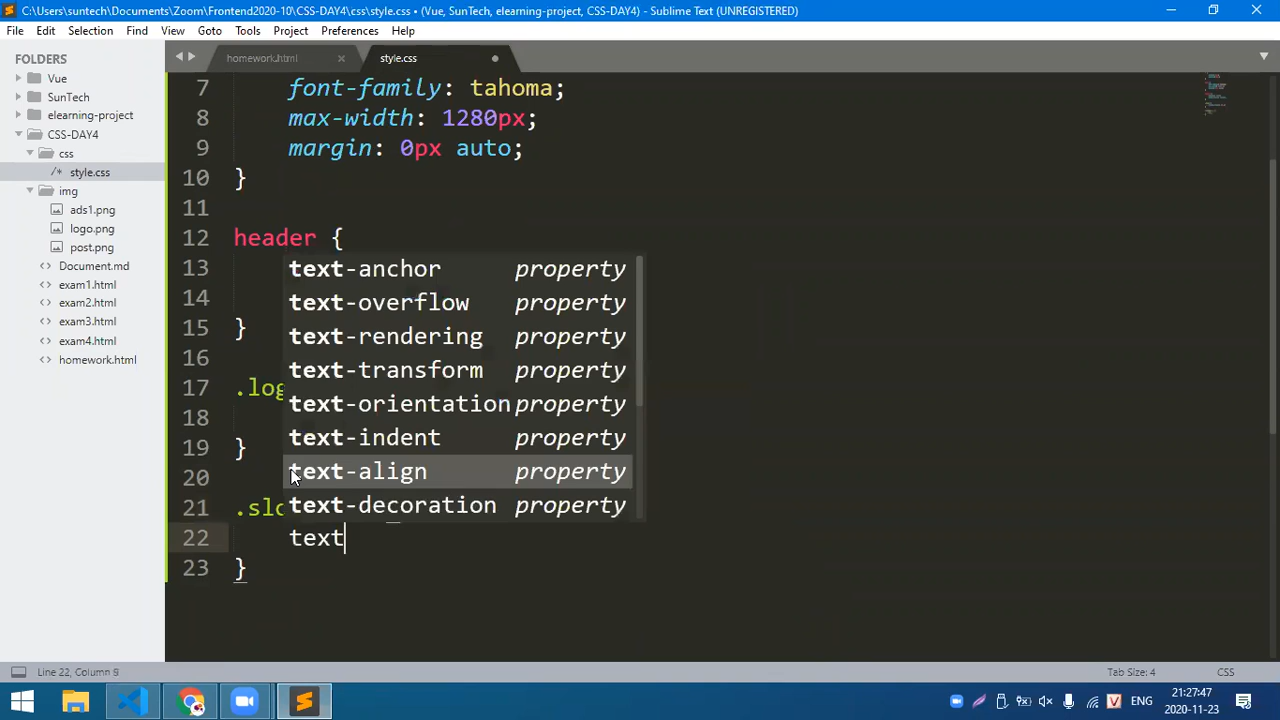 C:\Users\suntech\Documents\Zoom\Frontend2020-10\CSS-DAY4\css\style.css • (Vue, SunTech, elearning-project, CSS-DAY4) - Sublime Text (UNREGISTERED)
File Edit Selection Find View Goto Tools Project Preferences Help
FOLDERS
Vue
SunTech
elearning-project
CSS-DAY4
css
/* style.css
img
ads1.png
logo.png
post.png
<> Document.md
<> exam1.html
<> exam2.html
<> exam3.html
<> exam4.html
<> homework.html
homework.html × style.css •
7 font-family: tahoma;
8 max-width: 1280px;
9 margin: 0px auto;
10 }
11
12 header {
13
14
15 }
16
17 .log
18
19 }
20
21 .slo
22 text
23 }
text-anchor property
text-overflow property
text-rendering property
text-transform property
text-orientation property
text-indent property
text-align property
text-decoration property
Line 22, Column 9
Tab Size: 4 CSS
V ENG
21:27:47
2020-11-23